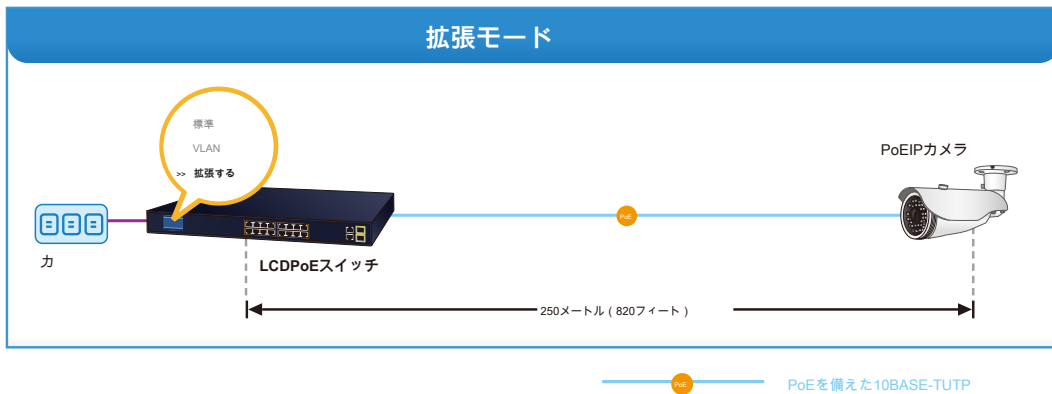 拡張モード
標準
VLAN
>> 拡張する
PoEIPカメラ
PoE
力
LCDPoEスイッチ
250メートル ( 820フィート )
PoE
PoEを備えた10BASE-TUTP